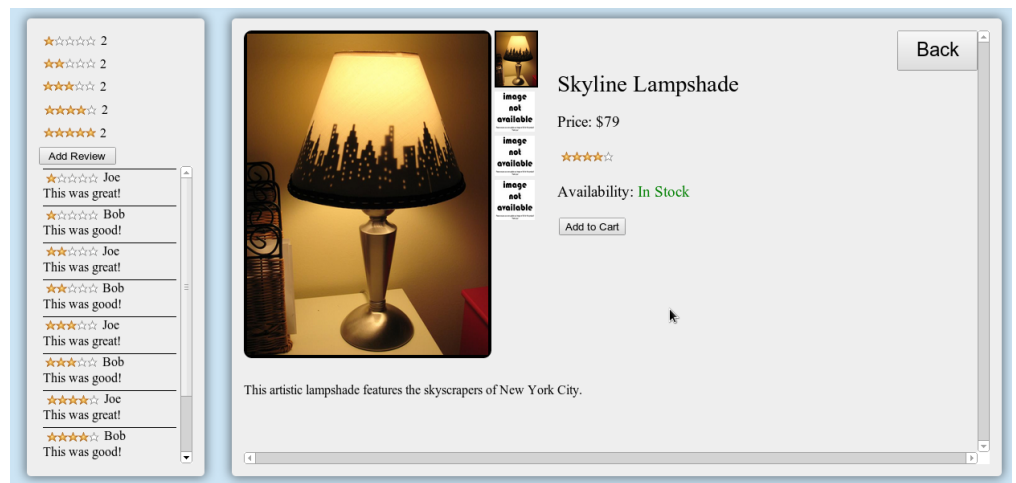 2
2
2
2
2
Add Review
Joe
This was great!
Bob
This was good!
Joe
This was great!
Bob
This was good!
Joe
This was great!
Bob
This was good!
Joe
This was great!
Bob
This was good!
image
not
available
image
not
available
image
not
available
Back
Skyline Lampshade
Price: $79
Availability: In Stock
Add to Cart
This artistic lampshade features the skyscrapers of New York City.